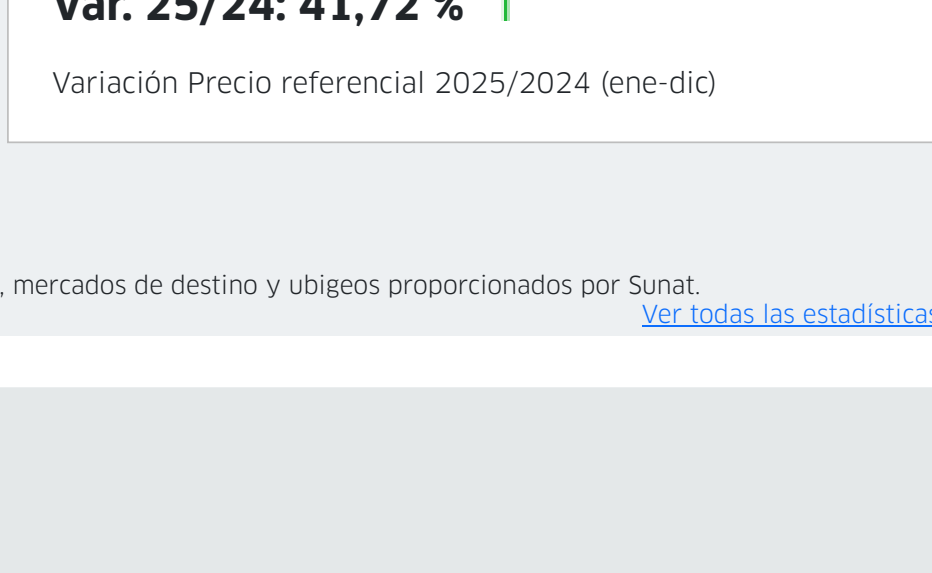 Var. 25/24: 41,72 %
Variación Precio referencial 2025/2024 (ene-dic)
, mercados de destino y ubigeos proporcionados por Sunat.
Ver todas las estadísticas